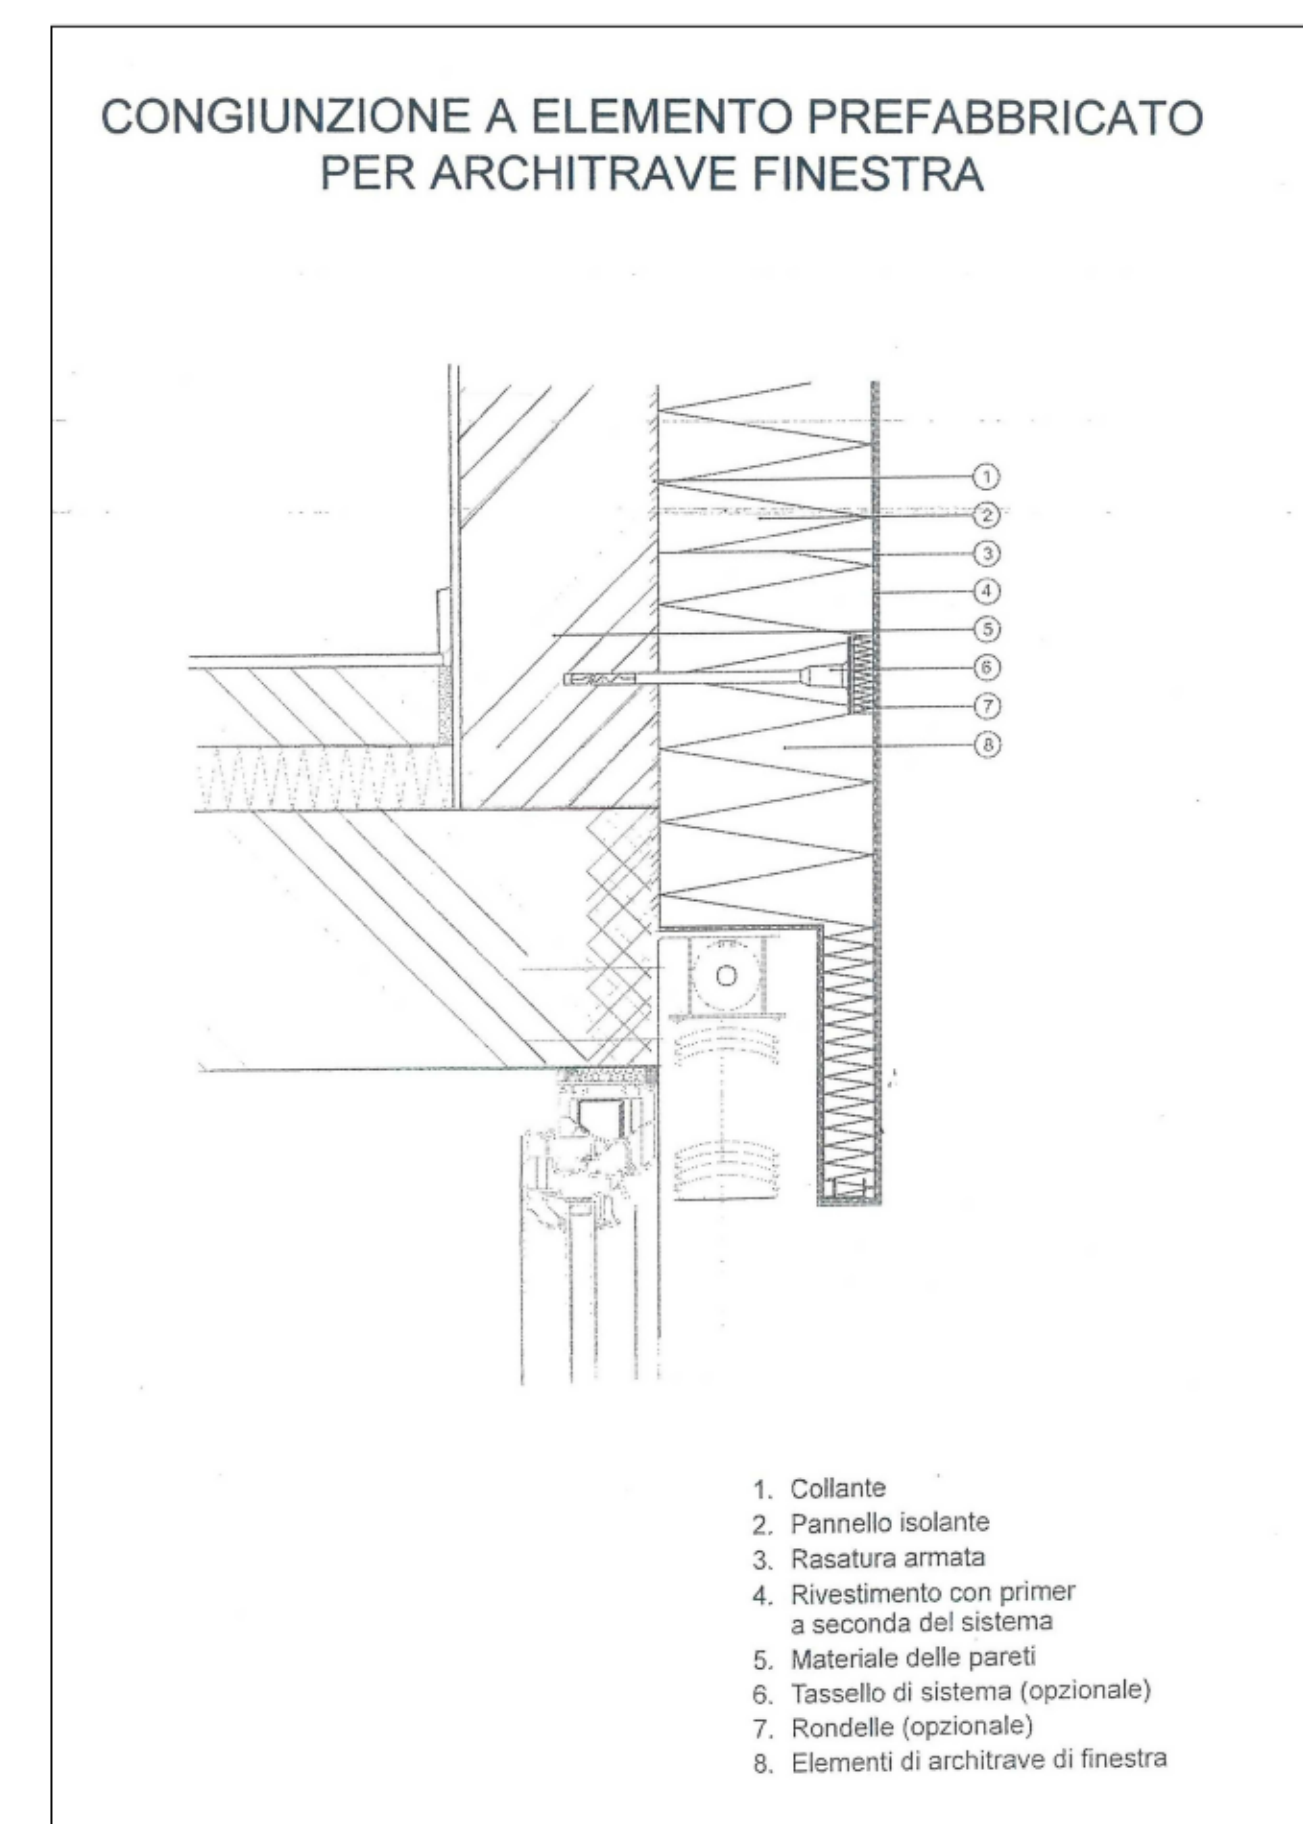 CONGIUNZIONE A ELEMENTO PREFABBRICATO
PER ARCHITRAVE FINESTRA
1
2
3
4
5
6
7
8
1. Collante
2. Pannello isolante
3. Rasatura armata
4. Rivestimento con primer
a seconda del sistema
5. Materiale delle pareti
6. Tassello di sistema (opzionale)
7. Rondelle (opzionale)
8. Elementi di architrave di finestra